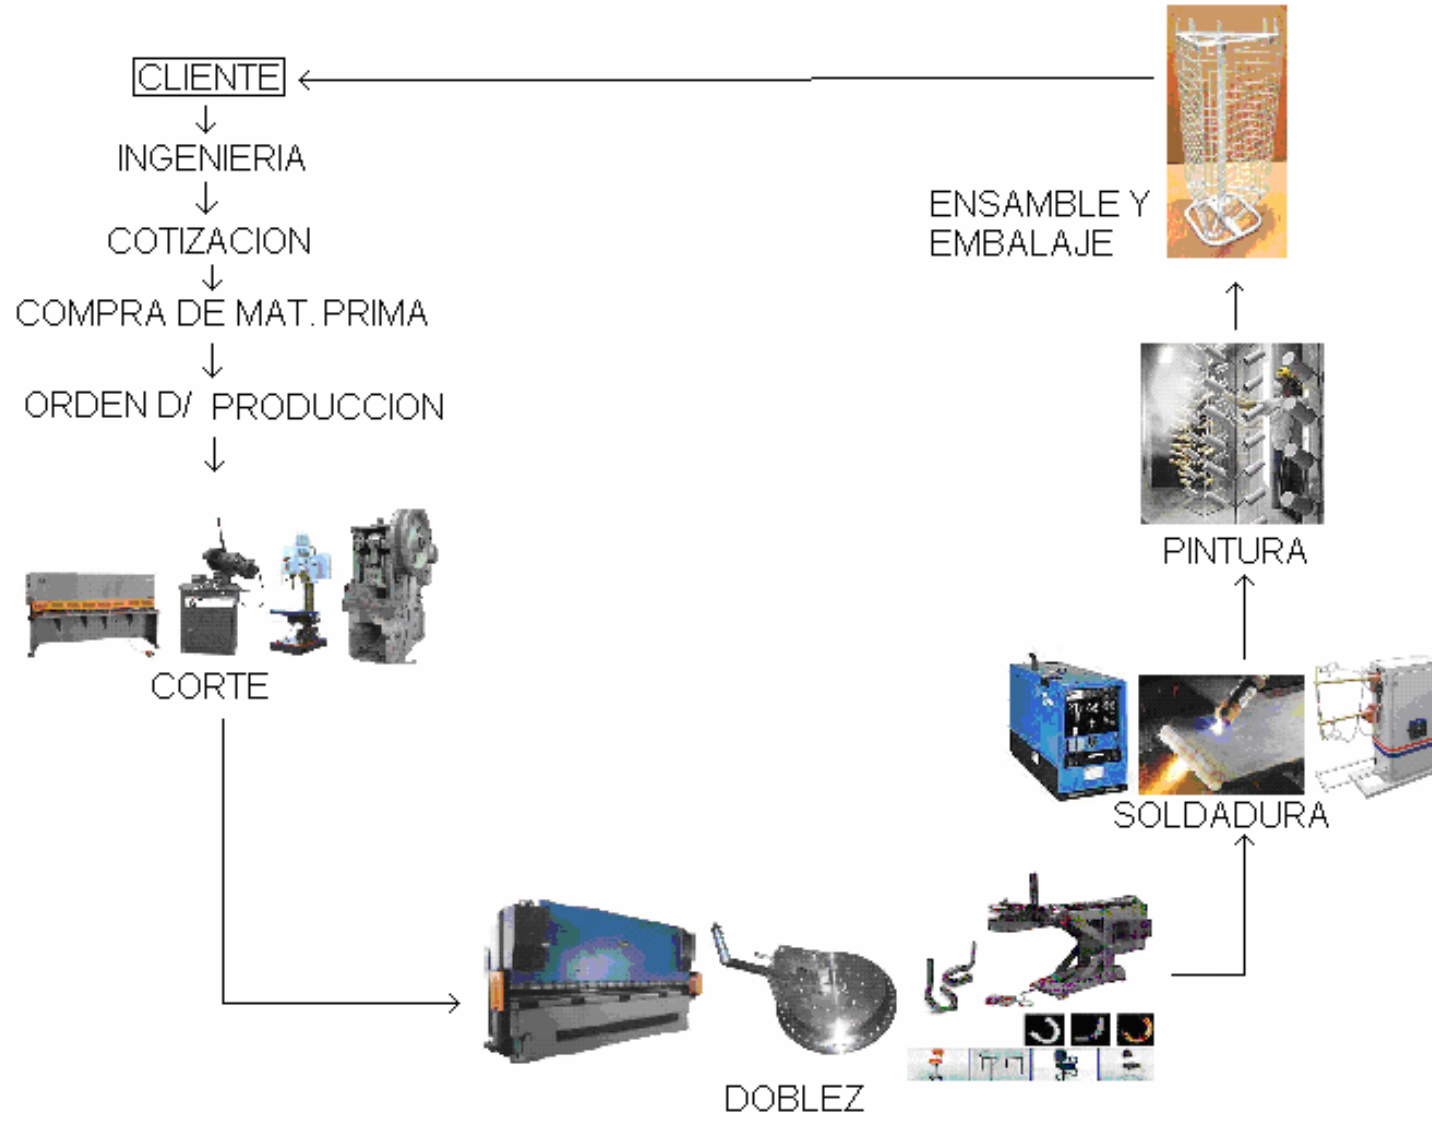 CLIENTE
INGENIERIA
COTIZACION
COMPRA DE MAT. PRIMA
ORDEN D/ PRODUCCION
CORTE
DOBLEZ
SOLDADURA
PINTURA
ENSAMBLE Y
EMBALAJE